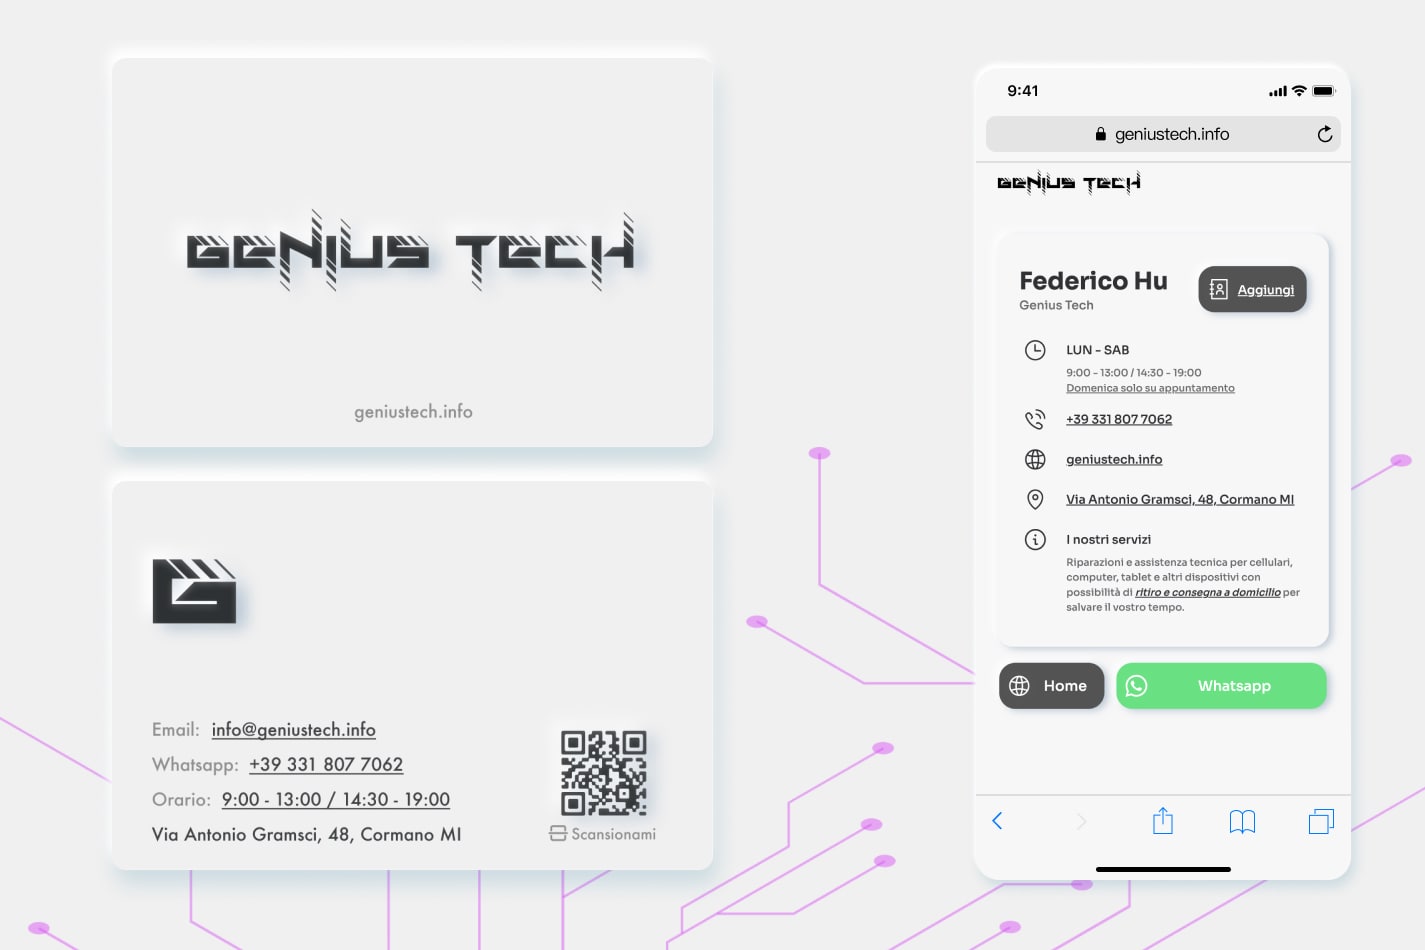 GENIUS TECH
geniustech.info
Email: info@geniustech.info
Whatsapp: +39 331 807 7062
Orario: 9:00 - 13:00 / 14:30 - 19:00
Via Antonio Gramsci, 48, Cormano MI
Scansionami
9:41
geniustech.info
GENIUS TECH
Federico Hu
Genius Tech
Aggiungi
LUN - SAB
9:00 - 13:00 / 14:30 - 19:00
Domenica solo su appuntamento
+39 331 807 7062
geniustech.info
Via Antonio Gramsci, 48, Cormano MI
I nostri servizi
Riparazioni e assistenza tecnica per cellulari,
computer, tablet e altri dispositivi con
possibilità di ritiro e consegna a domicilio per
salvare il vostro tempo.
Home
Whatsapp